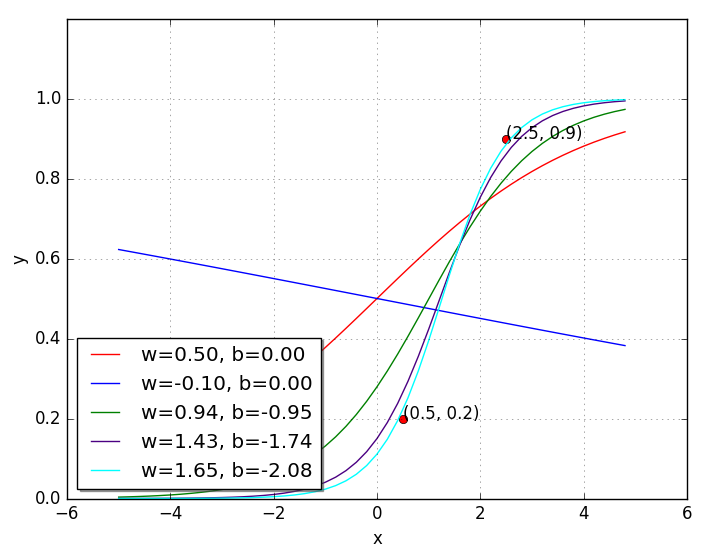 y
1.0
0.8
0.6
0.4
0.2
0.0
(2.5, 0.9)
(0.5, 0.2)
w=0.50, b=0.00
w=-0.10, b=0.00
w=0.94, b=-0.95
w=1.43, b=-1.74
w=1.65, b=-2.08
−6 −4 −2 0 2 4 6
x